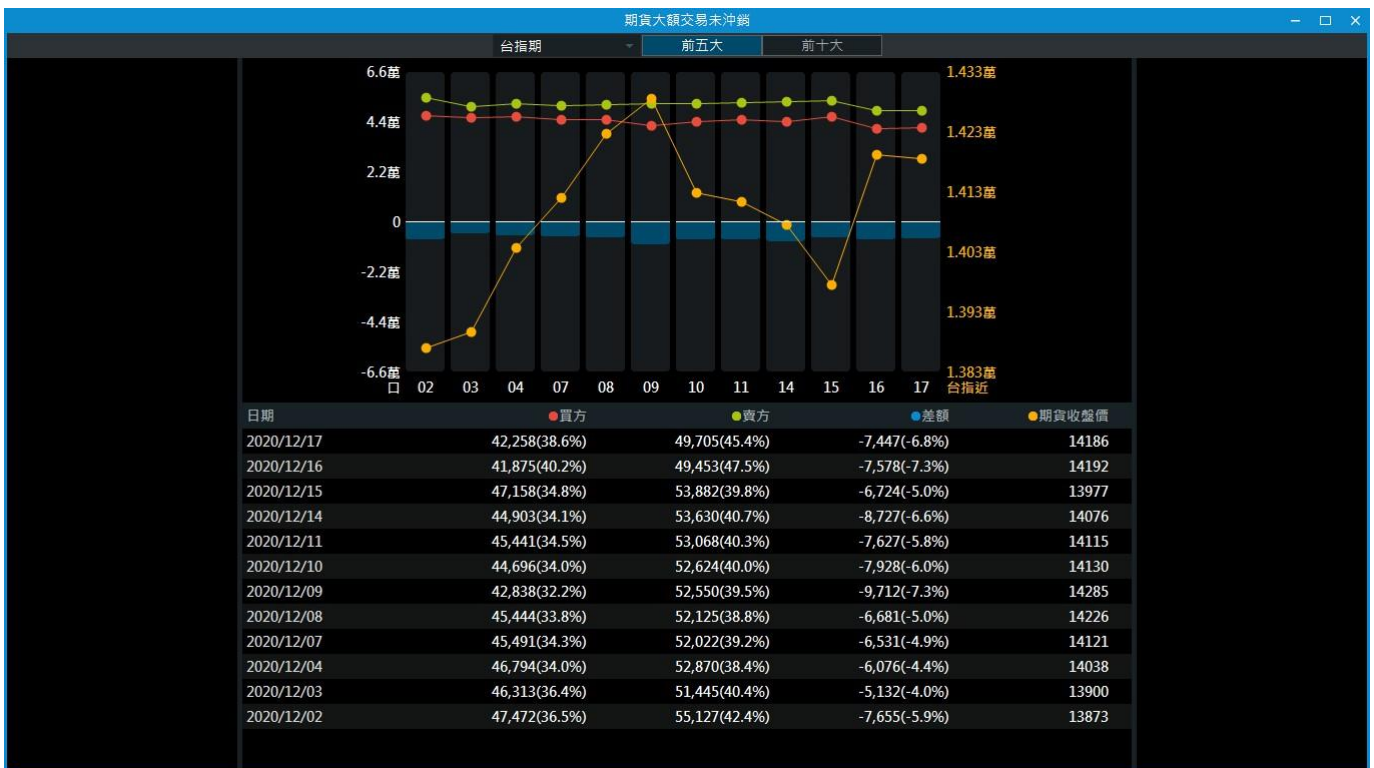 期貨大額交易未沖銷
台指期 前五大 前十大
6.6萬 1.433萬
4.4萬 1.423萬
2.2萬 1.413萬
0 1.403萬
-2.2萬
-4.4萬 1.393萬
-6.6萬 1.383萬
口 02 03 04 07 08 09 10 11 14 15 16 17 台指近
日期 買方 賣方 差額 期貨收盤價
2020/12/17 42,258(38.6%) 49,705(45.4%) -7,447(-6.8%) 14186
2020/12/16 41,875(40.2%) 49,453(47.5%) -7,578(-7.3%) 14192
2020/12/15 47,158(34.8%) 53,882(39.8%) -6,724(-5.0%) 13977
2020/12/14 44,903(34.1%) 53,630(40.7%) -8,727(-6.6%) 14076
2020/12/11 45,441(34.5%) 53,068(40.3%) -7,627(-5.8%) 14115
2020/12/10 44,696(34.0%) 52,624(40.0%) -7,928(-6.0%) 14130
2020/12/09 42,838(32.2%) 52,550(39.5%) -9,712(-7.3%) 14285
2020/12/08 45,444(33.8%) 52,125(38.8%) -6,681(-5.0%) 14226
2020/12/07 45,491(34.3%) 52,022(39.2%) -6,531(-4.9%) 14121
2020/12/04 46,794(34.0%) 52,870(38.4%) -6,076(-4.4%) 14038
2020/12/03 46,313(36.4%) 51,445(40.4%) -5,132(-4.0%) 13900
2020/12/02 47,472(36.5%) 55,127(42.4%) -7,655(-5.9%) 13873